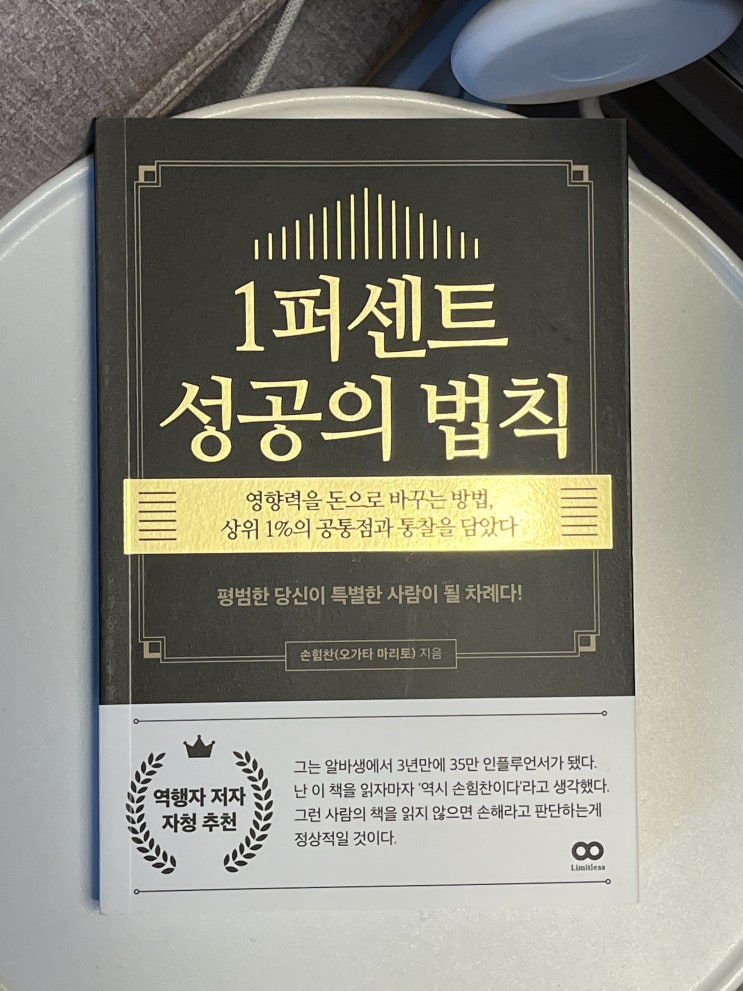 1퍼센트
성공의 법칙
영향력을 돈으로 바꾸는 방법,
상위 1%의 공통점과 통찰을 담았다
평범한 당신이 특별한 사람이 될 차례다!
손힘찬(오가타 마리토) 지음
역행자 저자
자청 추천
그는 알바생에서 3년만에 35만 인플루언서가 됐다.
난 이 책을 읽자마자 '역시 손힘찬이다'라고 생각했다.
그런 사람의 책을 읽지 않으면 손해라고 판단하는게
정상적일 것이다.
Limitless